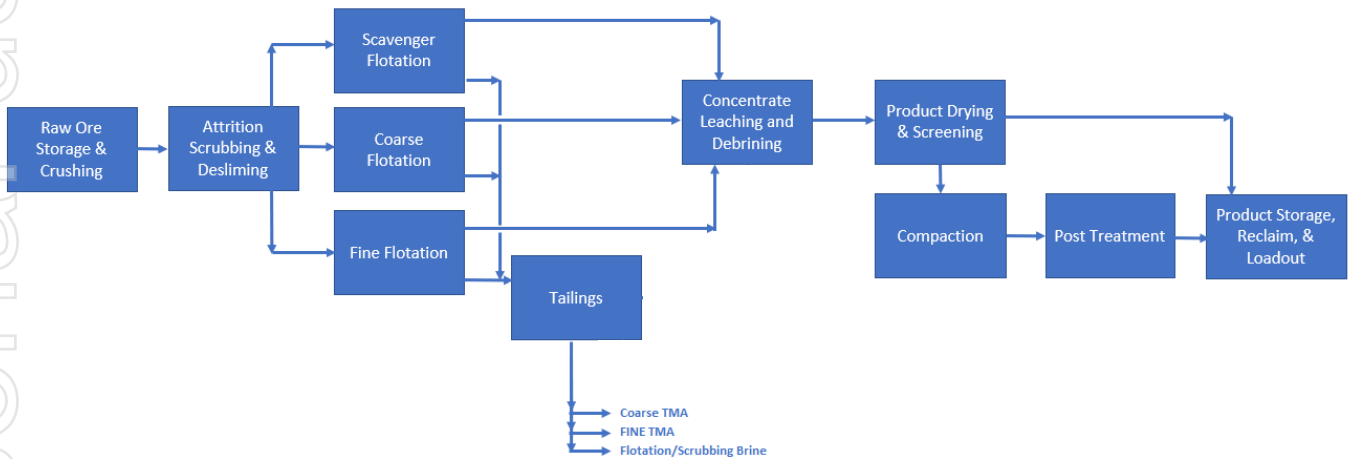 Scavenger
Flotation
Raw Ore
Storage &
Crushing
Attrition
Scrubbing &
Desliming
Coarse
Flotation
Fine Flotation
Concentrate
Leaching and
Debrining
Product Drying
& Screening
Compaction
Post Treatment
Product Storage,
Reclaim, &
Loadout
Tailings
Coarse TMA
FINE TMA
Flotation/Scrubbing Brine